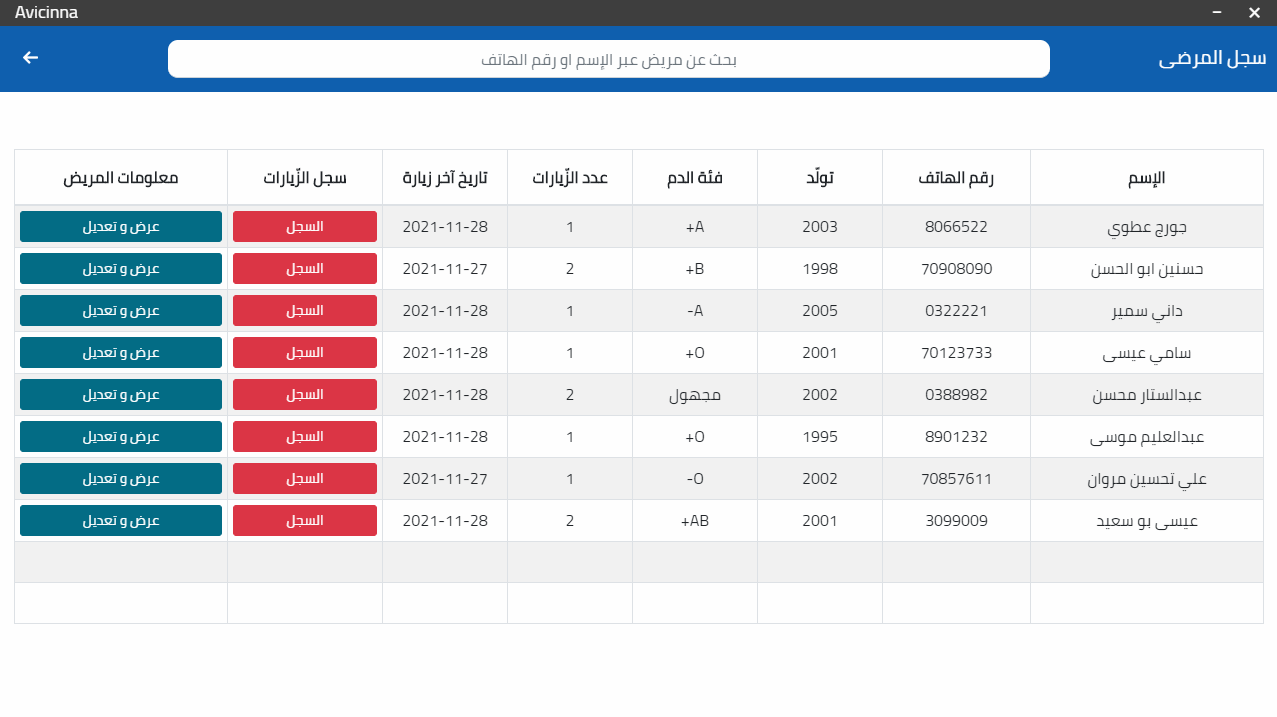 Avicinna
سجل المرضى
بحث عن مريض عبر الإسم او رقم الهاتف
الإسم رقم الهاتف تولّد فئة الدم عدد الزّيارات تاريخ آخر زيارة سجل الزّيارات معلومات المريض
جورج عطوي 8066522 2003 A+ 1 2021-11-28 السجل عرض و تعديل
حسنين ابو الحسن 70908090 1998 B+ 2 2021-11-27 السجل عرض و تعديل
داني سمير 0322221 2005 A- 1 2021-11-28 السجل عرض و تعديل
سامي عيسى 70123733 2001 O+ 1 2021-11-28 السجل عرض و تعديل
عبدالستار محسن 0388982 2002 مجهول 2 2021-11-28 السجل عرض و تعديل
عبدالعليم موسى 8901232 1995 O+ 1 2021-11-28 السجل عرض و تعديل
علي تحسين مروان 70857611 2002 O- 1 2021-11-27 السجل عرض و تعديل
عيسى بو سعيد 3099009 2001 AB+ 2 2021-11-28 السجل عرض و تعديل